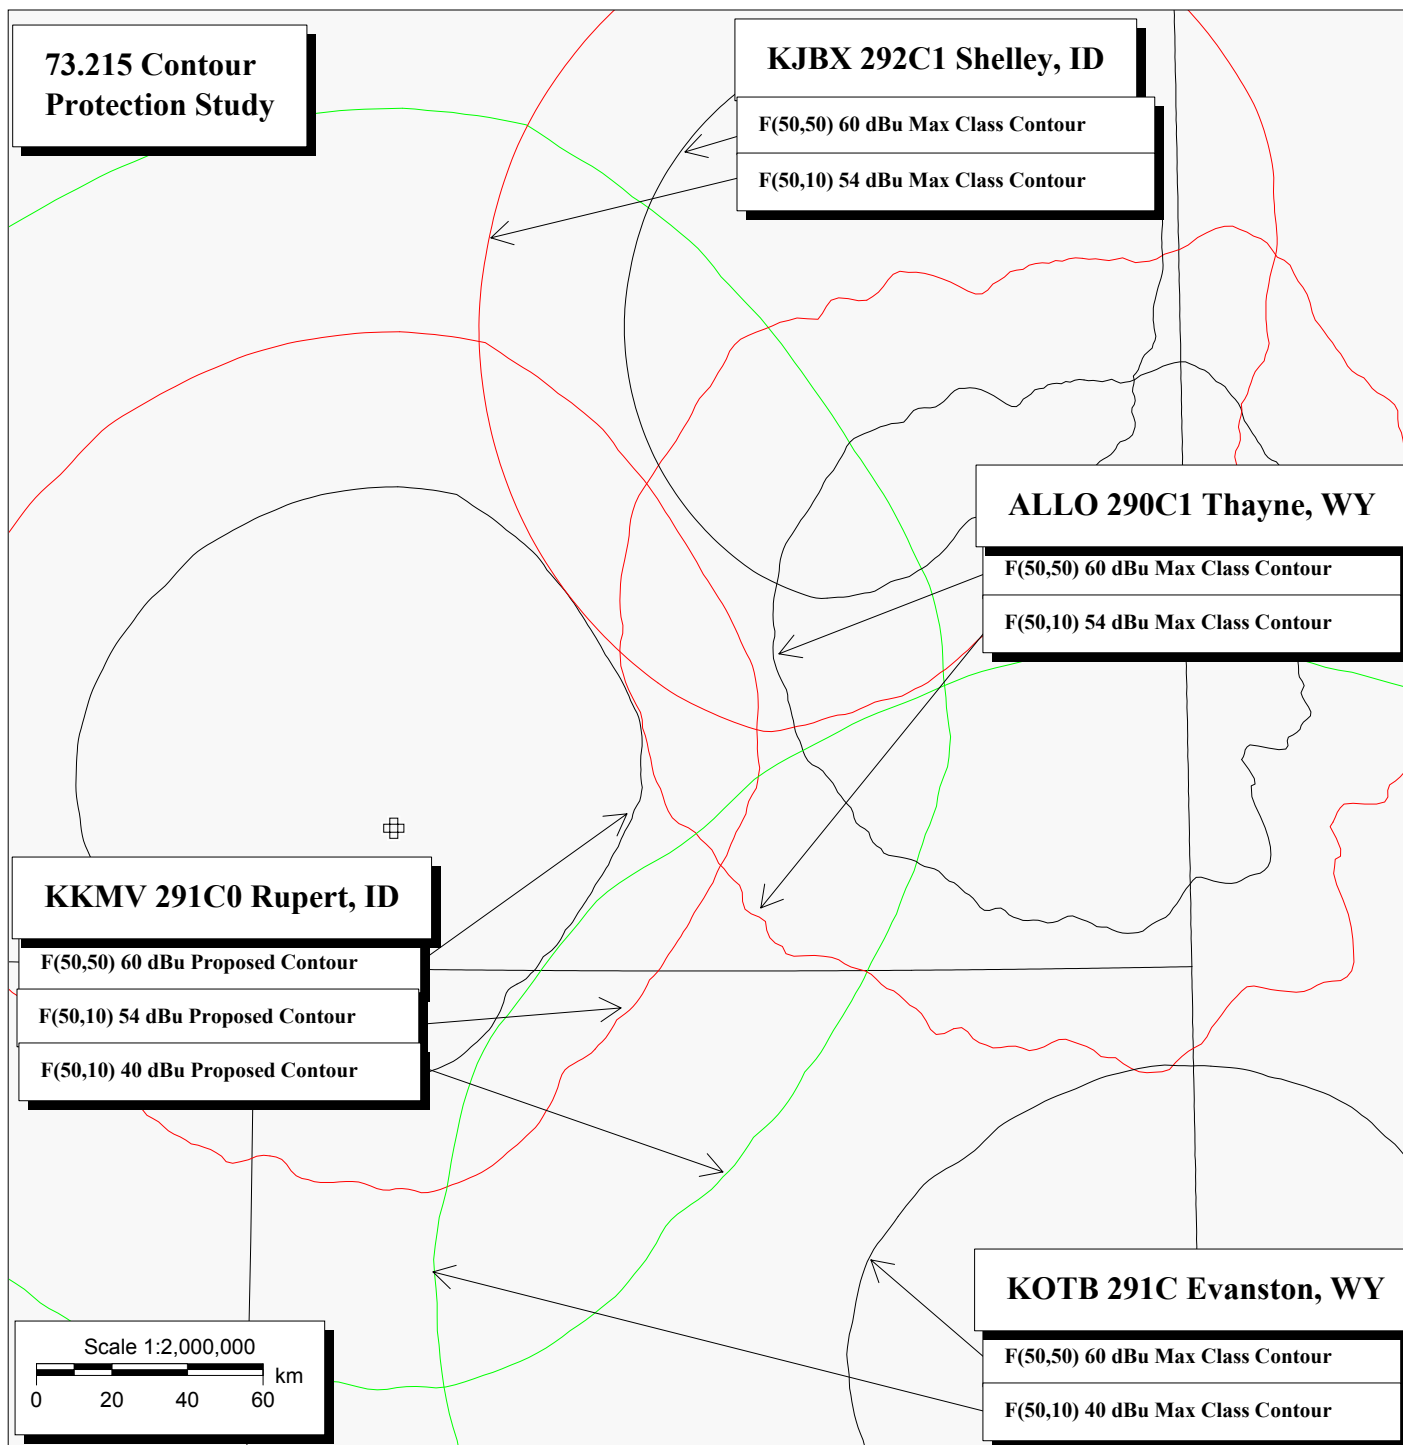 73.215 Contour
Protection Study
KJBX 292C1 Shelley, ID
F(50,50) 60 dBu Max Class Contour
F(50,10) 54 dBu Max Class Contour
ALLO 290C1 Thayne, WY
F(50,50) 60 dBu Max Class Contour
F(50,10) 54 dBu Max Class Contour
KKMV 291C0 Rupert, ID
F(50,50) 60 dBu Proposed Contour
F(50,10) 54 dBu Proposed Contour
F(50,10) 40 dBu Proposed Contour
KOTB 291C Evanston, WY
F(50,50) 60 dBu Max Class Contour
F(50,10) 40 dBu Max Class Contour
Scale 1:2,000,000
km
0 20 40 60